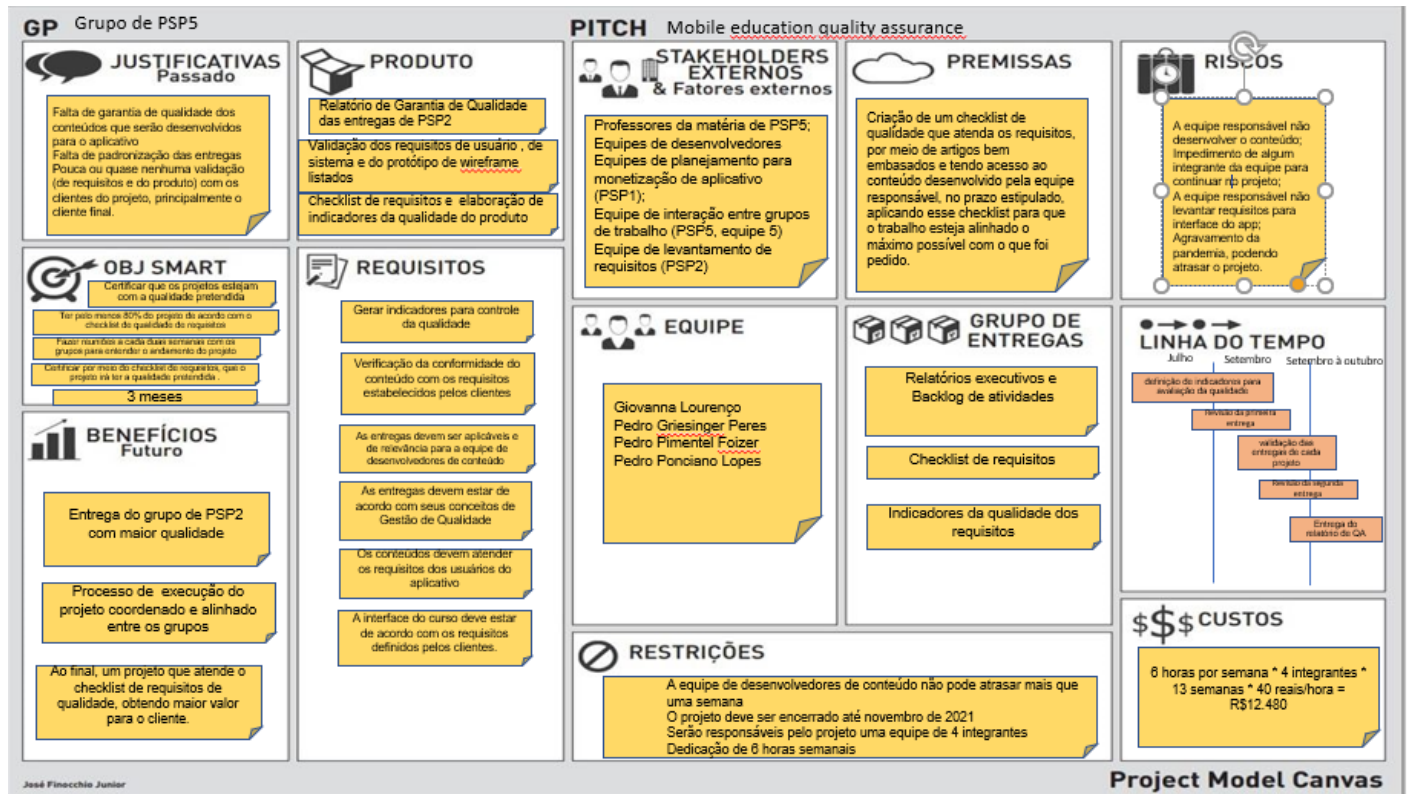 GP Grupo de PSP5
PITCH Mobile education quality assurance
JUSTIFICATIVAS
Passado
Falta de garantia de qualidade dos
conteúdos que serão desenvolvidos
para o aplicativo
Falta de padronização das entregas
Pouca ou quase nenhuma validação
(de requisitos e do produto) com os
clientes do projeto, principalmente o
cliente final.
PRODUTO
Relatório de Garantia de Qualidade
das entregas de PSP2
Validação dos requisitos de usuário , de
sistema e do protótipo de wireframe
listados
Checklist de requisitos e elaboração de
indicadores da qualidade do produto
STAKEHOLDERS
EXTERNOS
& Fatores externos
Professores da matéria de PSP5;
Equipes de desenvolvedores
Equipes de planejamento para
monetização de aplicativo
(PSP1);
Equipe de interação entre grupos
de trabalho (PSP5, equipe 5)
Equipe de levantamento de
requisitos (PSP2)
PREMISSAS
Criação de um checklist de
qualidade que atenda os requisitos,
por meio de artigos bem
embasados e tendo acesso ao
conteúdo desenvolvido pela equipe
responsável, no prazo estipulado,
aplicando esse checklist para que
o trabalho esteja alinhado o
máximo possível com o que foi
pedido.
RISCOS
A equipe responsável não
desenvolver o conteúdo;
Impedimento de algum
integrante da equipe para
continuar no projeto;
A equipe responsável não
levantar requisitos para
interface do app;
Agravamento da
pandemia, podendo
atrasar o projeto.
OBJ SMART
Certificar que os projetos estejam
com a qualidade pretendida
Ter pelo menos 80% do projeto de acordo com o
checklist de qualidade de requisitos
Fazer reuniões a cada duas semanas com os
grupos para entender o andamento do projeto
Certificar por meio do checklist de requisitos, que o
projeto irá ter a qualidade pretendida .
3 meses
BENEFÍCIOS
Futuro
Entrega do grupo de PSP2
com maior qualidade
Processo de execução do
projeto coordenado e alinhado
entre os grupos
Ao final, um projeto que atende o
checklist de requisitos de
qualidade, obtendo maior valor
para o cliente.
REQUISITOS
Gerar indicadores para controle
da qualidade
Verificação da conformidade do
conteúdo com os requisitos
estabelecidos pelos clientes
As entregas devem ser aplicáveis e
de relevância para a equipe de
desenvolvedores de conteúdo
As entregas devem estar de
acordo com seus conceitos de
Gestão de Qualidade
Os conteúdos devem atender
os requisitos dos usuários do
aplicativo
A interface do curso deve estar
de acordo com os requisitos
definidos pelos clientes.
EQUIPE
Giovanna Lourenço
Pedro Griesinger Peres
Pedro Pimentel Foizer
Pedro Ponciano Lopes
GRUPO DE
ENTREGAS
Relatórios executivos e
Backlog de atividades
Checklist de requisitos
Indicadores da qualidade dos
requisitos
LINHA DO TEMPO
Julho Setembro Setembro à outubro
definição de indicadores para
avaliação da qualidade
Revisão da primeira
entrega
validação das
entregas de cada
projeto
Revisão da segunda
entrega
Entrega do
relatório de QA
RESTRIÇÕES
A equipe de desenvolvedores de conteúdo não pode atrasar mais que
uma semana
O projeto deve ser encerrado até novembro de 2021
Serão responsáveis pelo projeto uma equipe de 4 integrantes
Dedicação de 6 horas semanais
$$$ CUSTOS
6 horas por semana * 4 integrantes *
13 semanas * 40 reais/hora =
R$12.480
José Finocchio Junior
Project Model Canvas